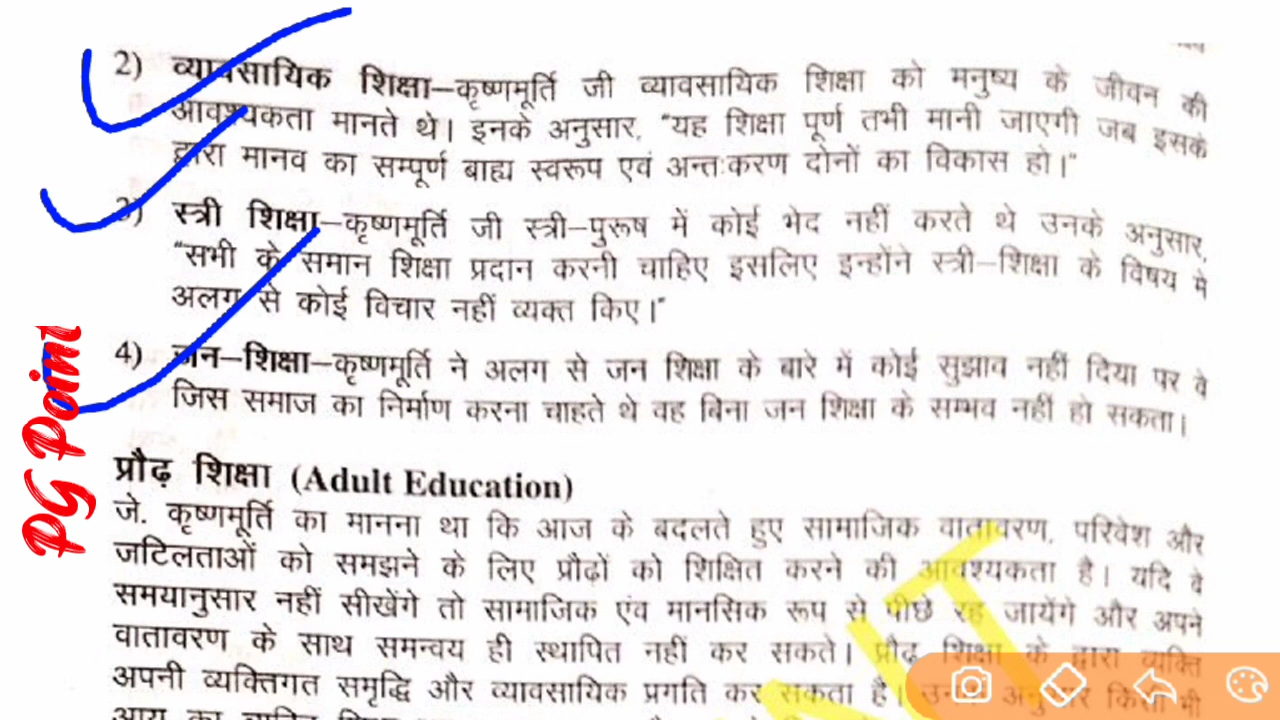 2) व्यावसायिक शिक्षा–कृष्णमूर्ति जी व्यावसायिक शिक्षा को मनुष्य के जीवन की
आवश्यकता मानते थे। इनके अनुसार, "यह शिक्षा पूर्ण तभी मानी जाएगी जब इसके
द्वारा मानव का सम्पूर्ण बाह्य स्वरूप एवं अन्तःकरण दोनों का विकास हो।"
3) स्त्री शिक्षा–कृष्णमूर्ति जी स्त्री–पुरूष में कोई भेद नहीं करते थे उनके अनुसार,
"सभी के समान शिक्षा प्रदान करनी चाहिए इसलिए इन्होंने स्त्री–शिक्षा के विषय में
अलग से कोई विचार नहीं व्यक्त किए।"
4) जन–शिक्षा–कृष्णमूर्ति ने अलग से जन शिक्षा के बारे में कोई सुझाव नहीं दिया पर वे
जिस समाज का निर्माण करना चाहते थे वह बिना जन शिक्षा के सम्भव नहीं हो सकता।
PG Point
प्रौढ़ शिक्षा (Adult Education)
जे. कृष्णमूर्ति का मानना था कि आज के बदलते हुए सामाजिक वातावरण, परिवेश और
जटिलताओं को समझने के लिए प्रौढ़ों को शिक्षित करने की आवश्यकता है। यदि वे
समयानुसार नहीं सीखेंगे तो सामाजिक एंव मानसिक रूप से पीछे रह जायेंगे और अपने
वातावरण के साथ समन्वय ही स्थापित नहीं कर सकते। प्रौढ़ शिक्षा के द्वारा व्यक्ति
अपनी व्यक्तिगत समृद्धि और व्यावसायिक प्रगति कर सकता है। उनके अनुसार किसी भी